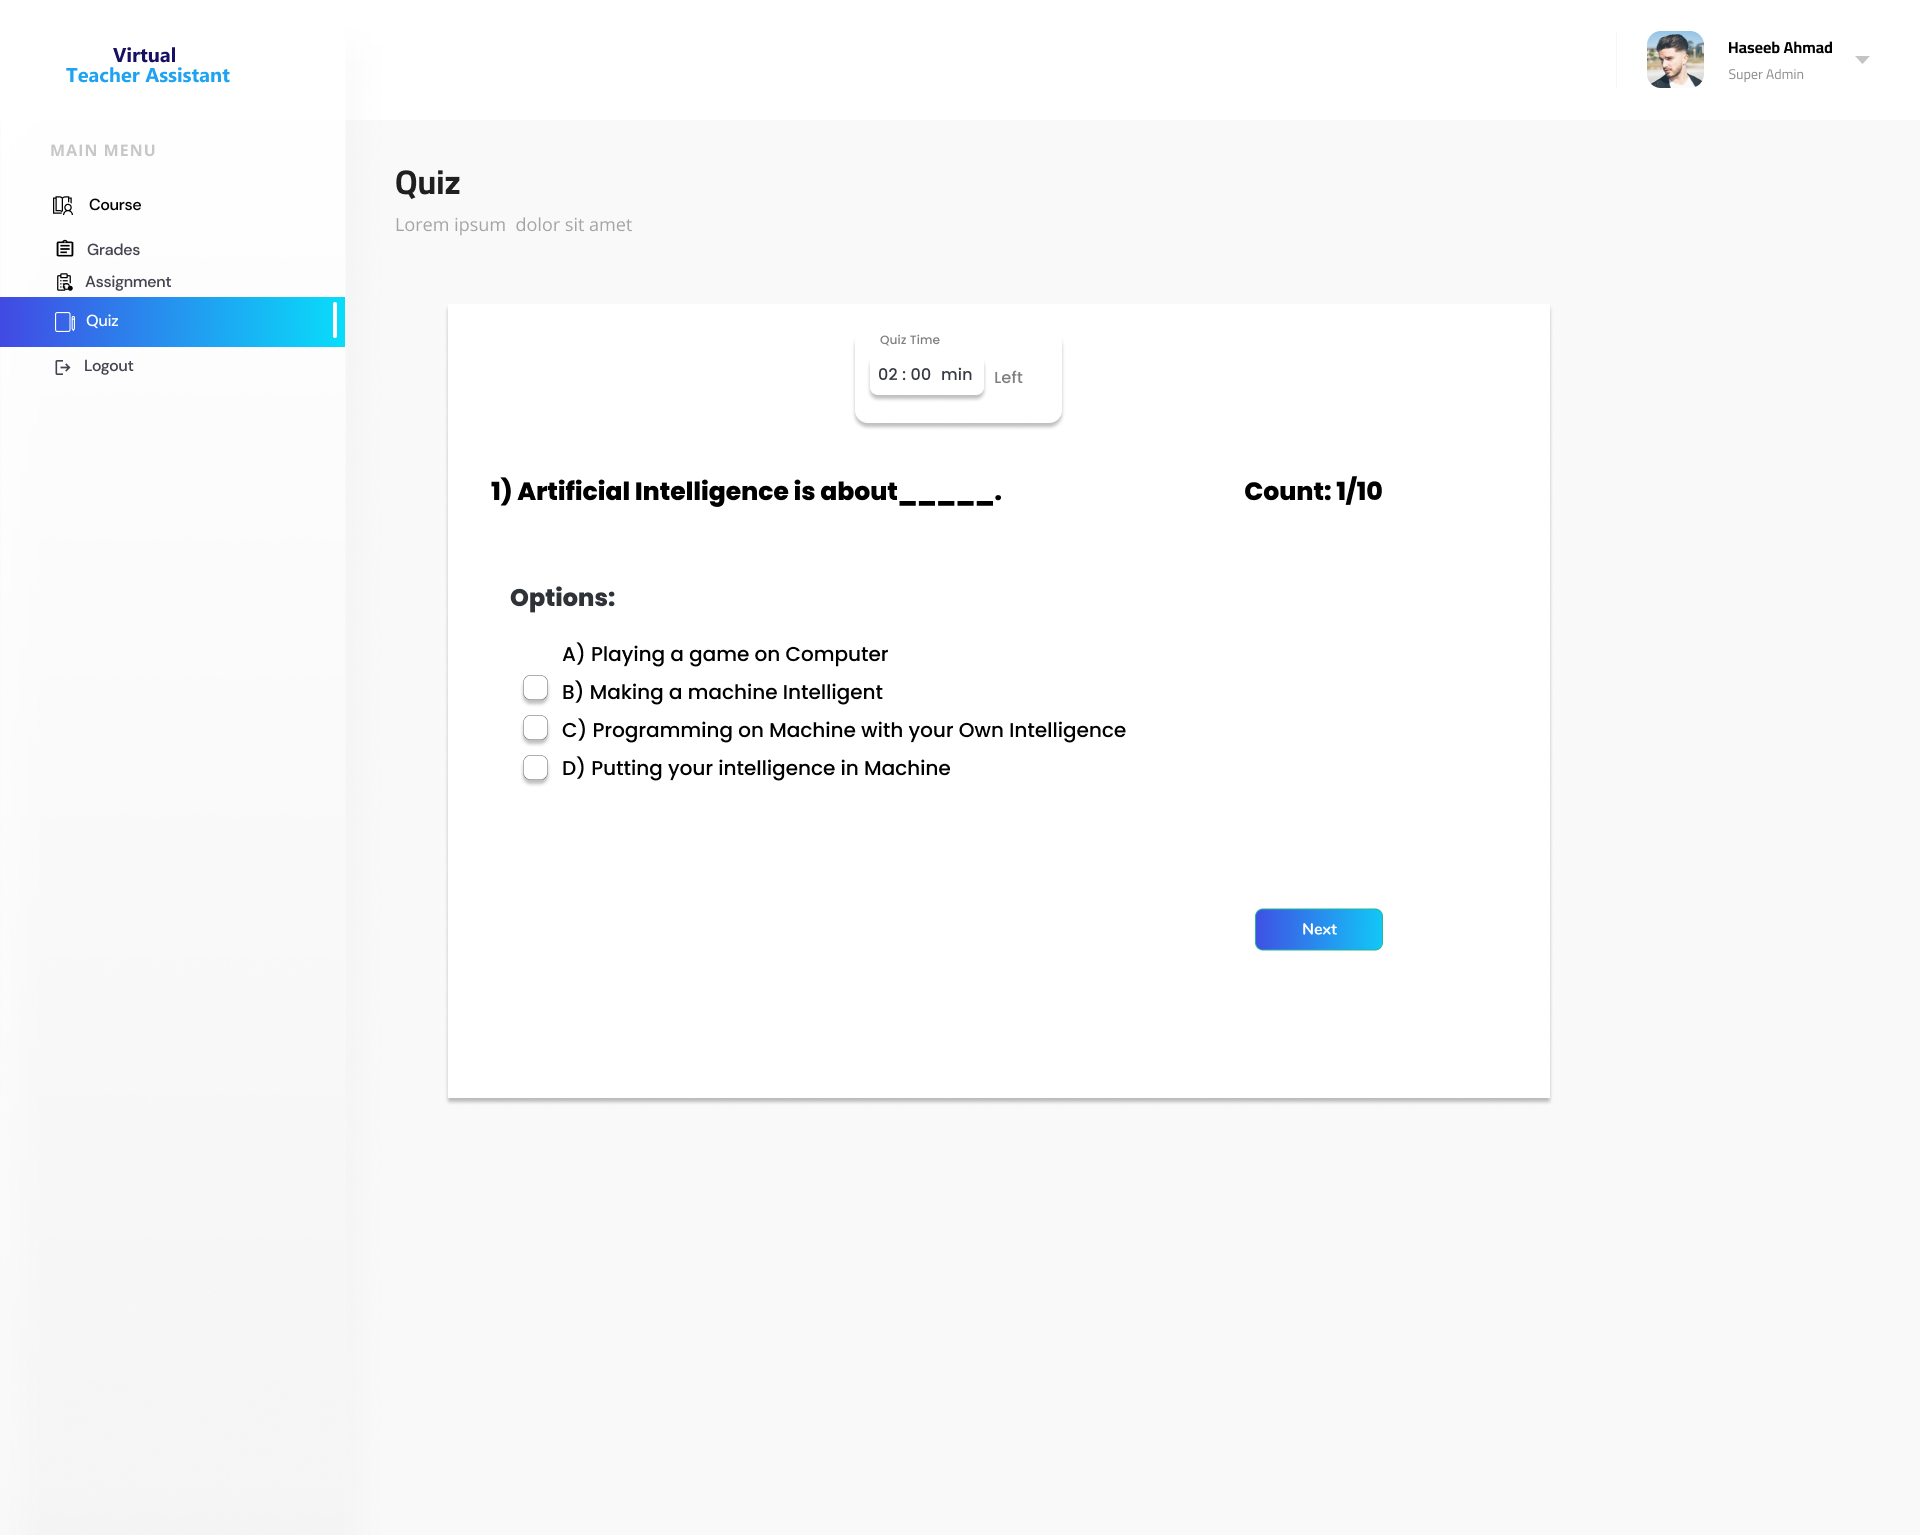 Virtual
Teacher Assistant
Haseeb Ahmad
Super Admin
MAIN MENU
Course
Grades
Assignment
Quiz
Logout
Quiz
Lorem ipsum  dolor sit amet
Quiz Time
02 : 00  min
Left
1) Artificial Intelligence is about_____.
Count: 1/10
Options:
A) Playing a game on Computer
B) Making a machine Intelligent
C) Programming on Machine with your Own Intelligence
D) Putting your intelligence in Machine
Next